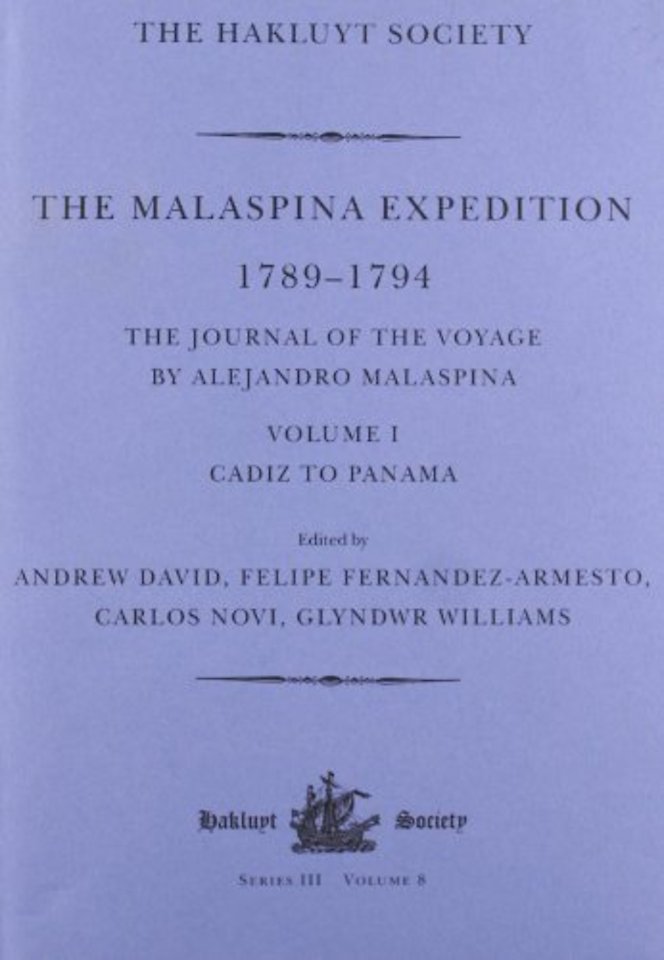 THE HAKLUYT SOCIETY
THE MALASPINA EXPEDITION
1789–1794
THE JOURNAL OF THE VOYAGE
BY ALEJANDRO MALASPINA
VOLUME I
CADIZ TO PANAMA
Edited by
ANDREW DAVID, FELIPE FERNANDEZ-ARMESTO,
CARLOS NOVI, GLYNDWR WILLIAMS
Hakluyt Society
SERIES III VOLUME 8